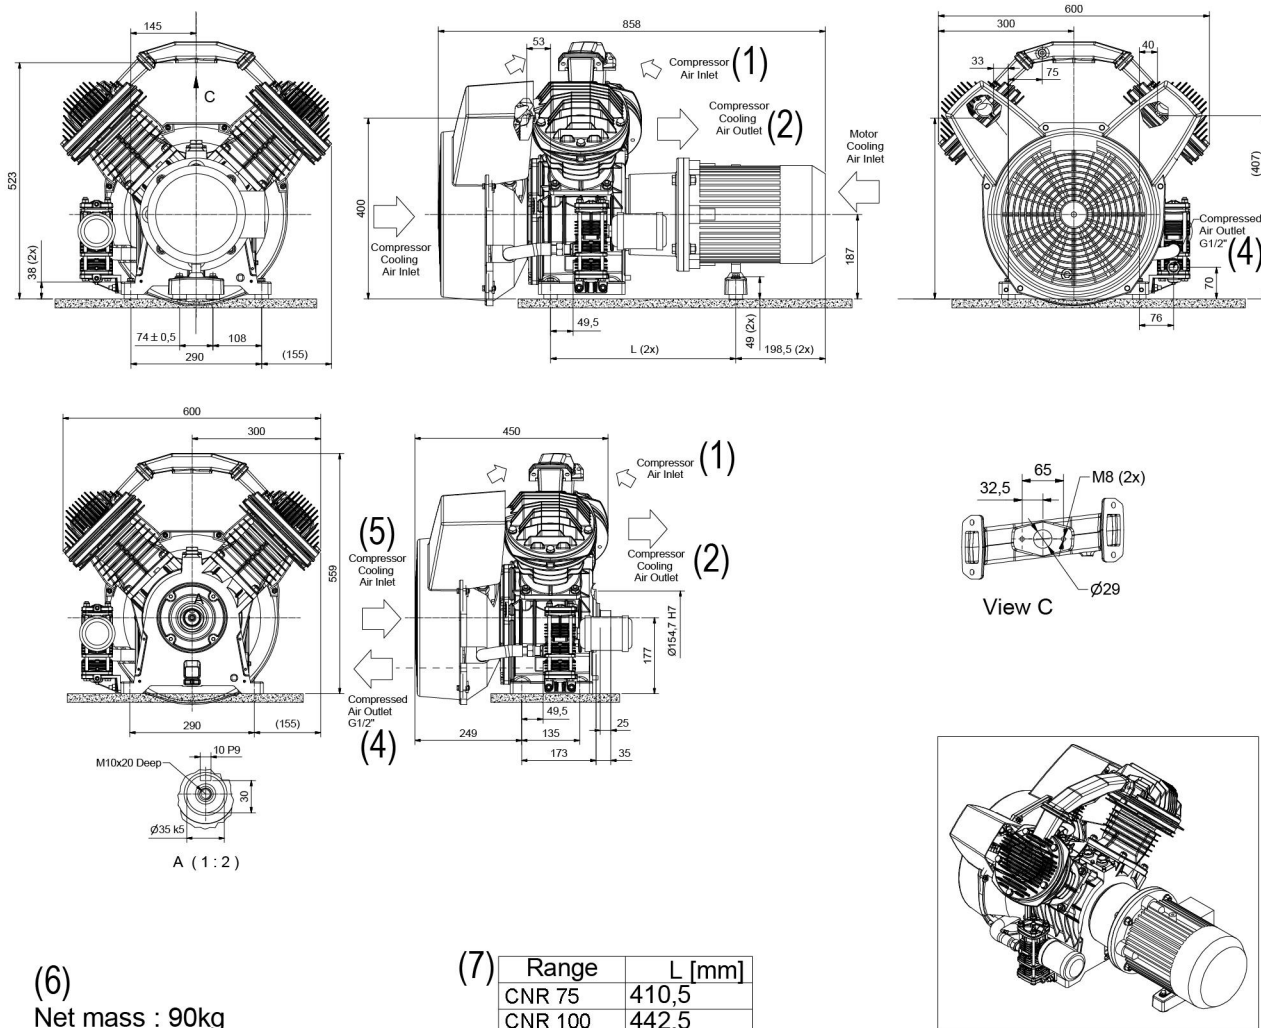 145
C
523
38 (2x)
74 ± 0,5
108
290
(155)
858
53
Compressor
Air Inlet
(1)
Compressor
Cooling
Air Outlet
(2)
Motor
Cooling
Air Inlet
400
Compressor
Cooling
Air Inlet
187
49,5
L (2x)
49 (2x)
198,5 (2x)
600
300
40
33
75
(407)
Compressed
Air Outlet
G1/2"
(4)
70
76
600
300
559
A
290
(155)
M10x20 Deep
10 P9
30
Ø35 k5
A ( 1 : 2 )
450
Compressor
Air Inlet
(1)
(5)
Compressor
Cooling
Air Inlet
Compressor
Cooling
Air Outlet
(2)
Ø154,7 H7
177
Compressed
Air Outlet
G1/2"
(4)
49,5
25
249
135
173
35
65
32,5
M8 (2x)
Ø29
View C
(6)
Net mass : 90kg
(7)
Range L [mm]
CNR 75 410,5
CNR 100 442,5